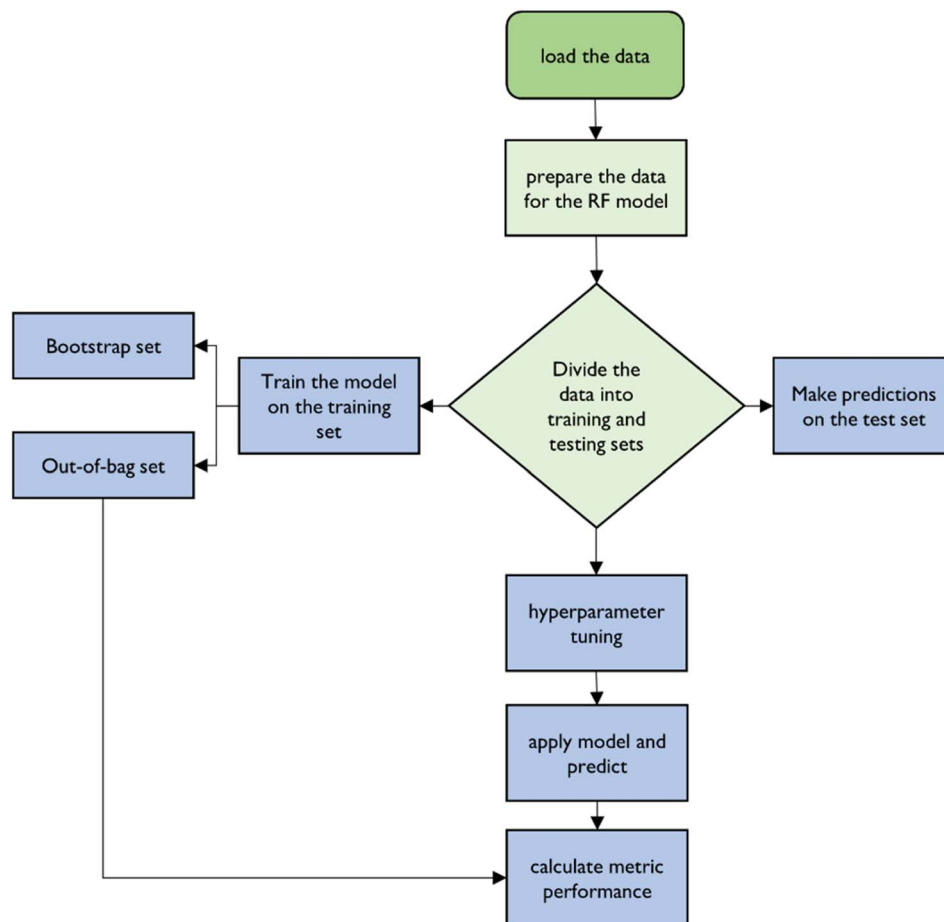 load the data
prepare the data
for the RF model
Divide the
data into
training and
testing sets
Bootstrap set
Out-of-bag set
Train the model
on the training
set
Make predictions
on the test set
hyperparameter
tuning
apply model and
predict
calculate metric
performance